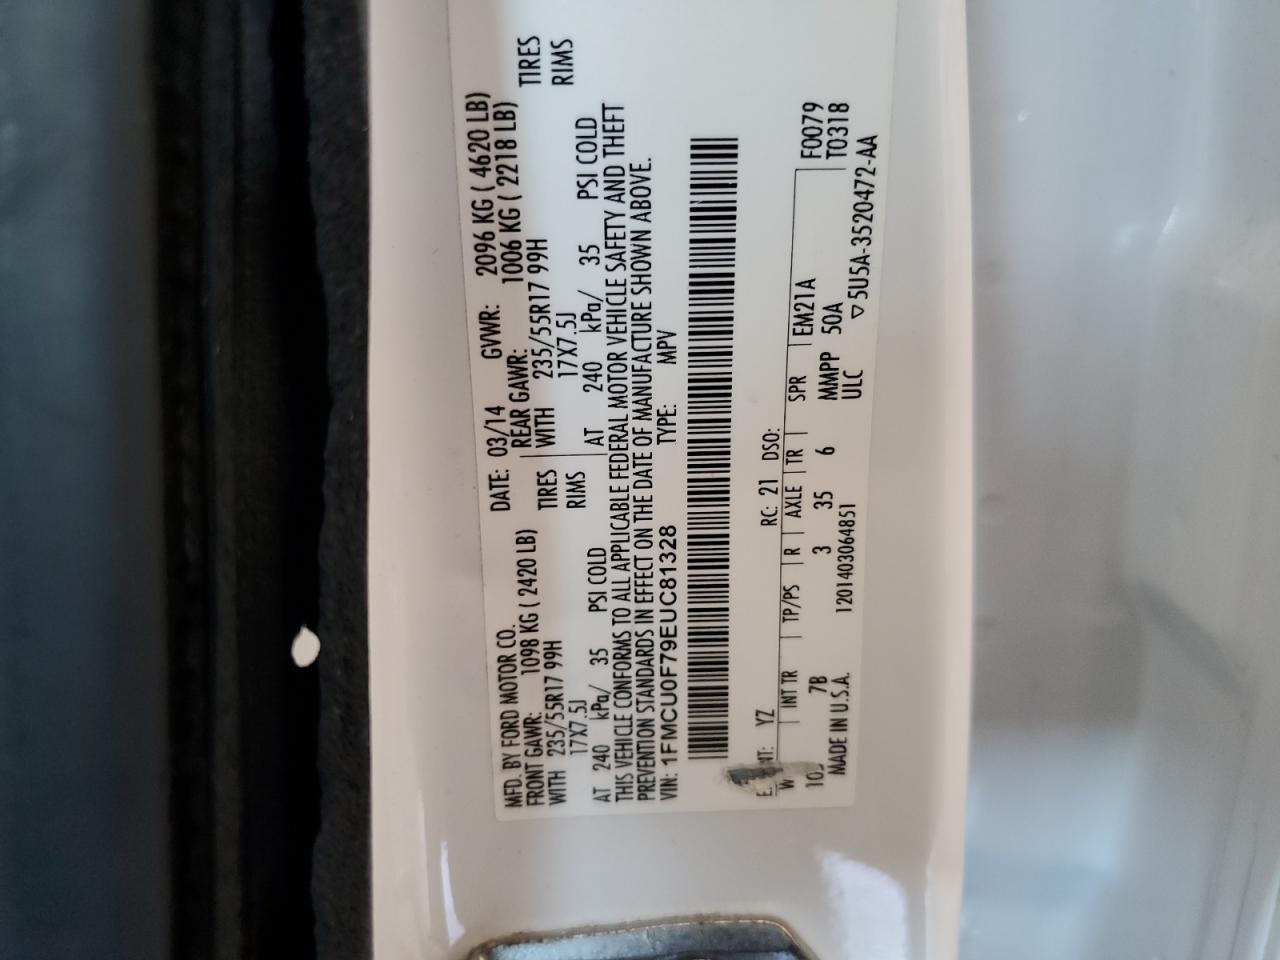 MFD. BY FORD MOTOR CO. DATE: 03/14 GVWR: 2096 KG ( 4620 LB)
FRONT GAWR: 1098 KG ( 2420 LB) REAR GAWR: 1006 KG ( 2218 LB)
WITH 235/55R17 99H TIRES WITH 235/55R17 99H TIRES
17X7.5J RIMS 17X7.5J RIMS
AT 240 kPa/ 35 PSI COLD AT 240 kPa/ 35 PSI COLD
THIS VEHICLE CONFORMS TO ALL APPLICABLE FEDERAL MOTOR VEHICLE SAFETY AND THEFT
PREVENTION STANDARDS IN EFFECT ON THE DATE OF MANUFACTURE SHOWN ABOVE.
VIN: 1FMCU0F79EUC81328 TYPE: MPV
YZ RC: 21 DSO:
INT TR TP/PS R AXLE TR SPR EM21A F0079
7B 3 35 6 MMPP 50A T0318
MADE IN U.S.A. 1201403064851 ULC
▽5U5A-3520472-AA